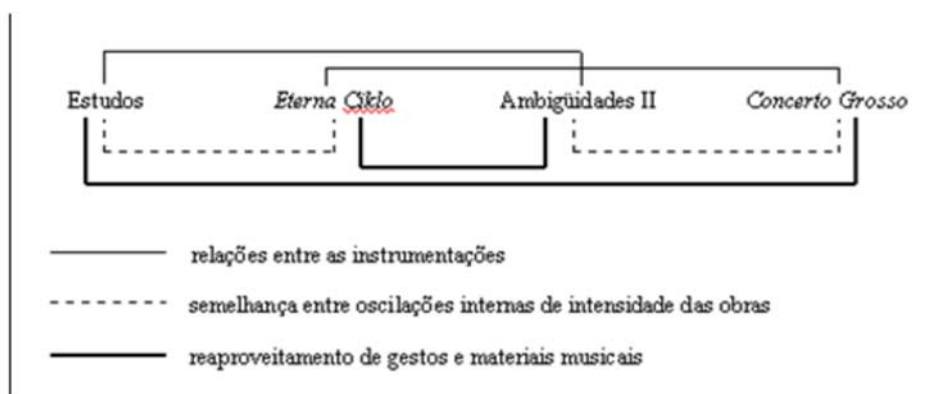 Estudos Eterna Ciklo Ambigüidades II Concerto Grosso
relações entre as instrumentações
semelhança entre oscilações internas de intensidade das obras
reaproveitamento de gestos e materiais musicais